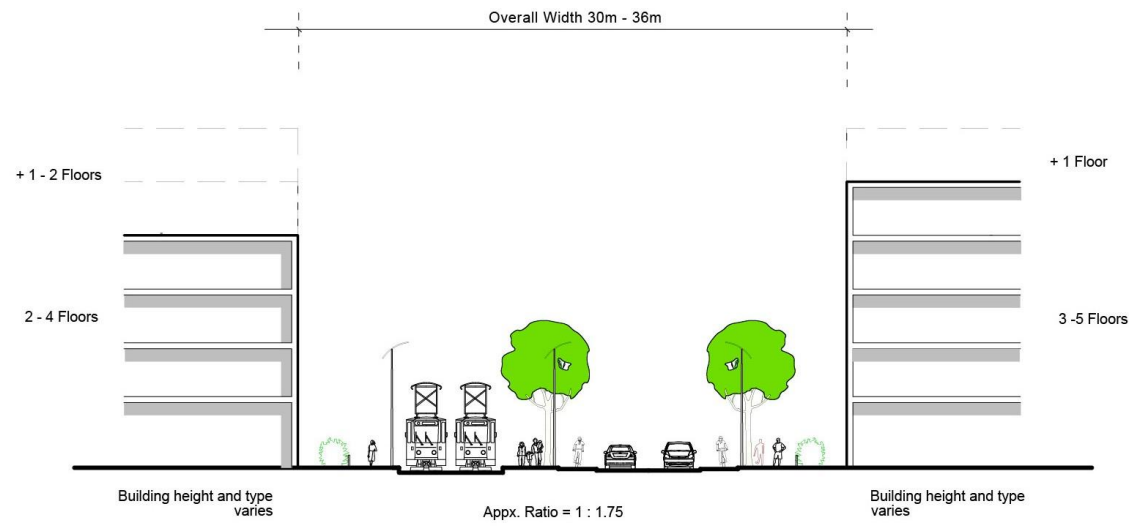 Overall Width 30m - 36m
+ 1 - 2 Floors
+ 1 Floor
2 - 4 Floors
3 -5 Floors
Building height and type
varies
Appx. Ratio = 1 : 1.75
Building height and type
varies